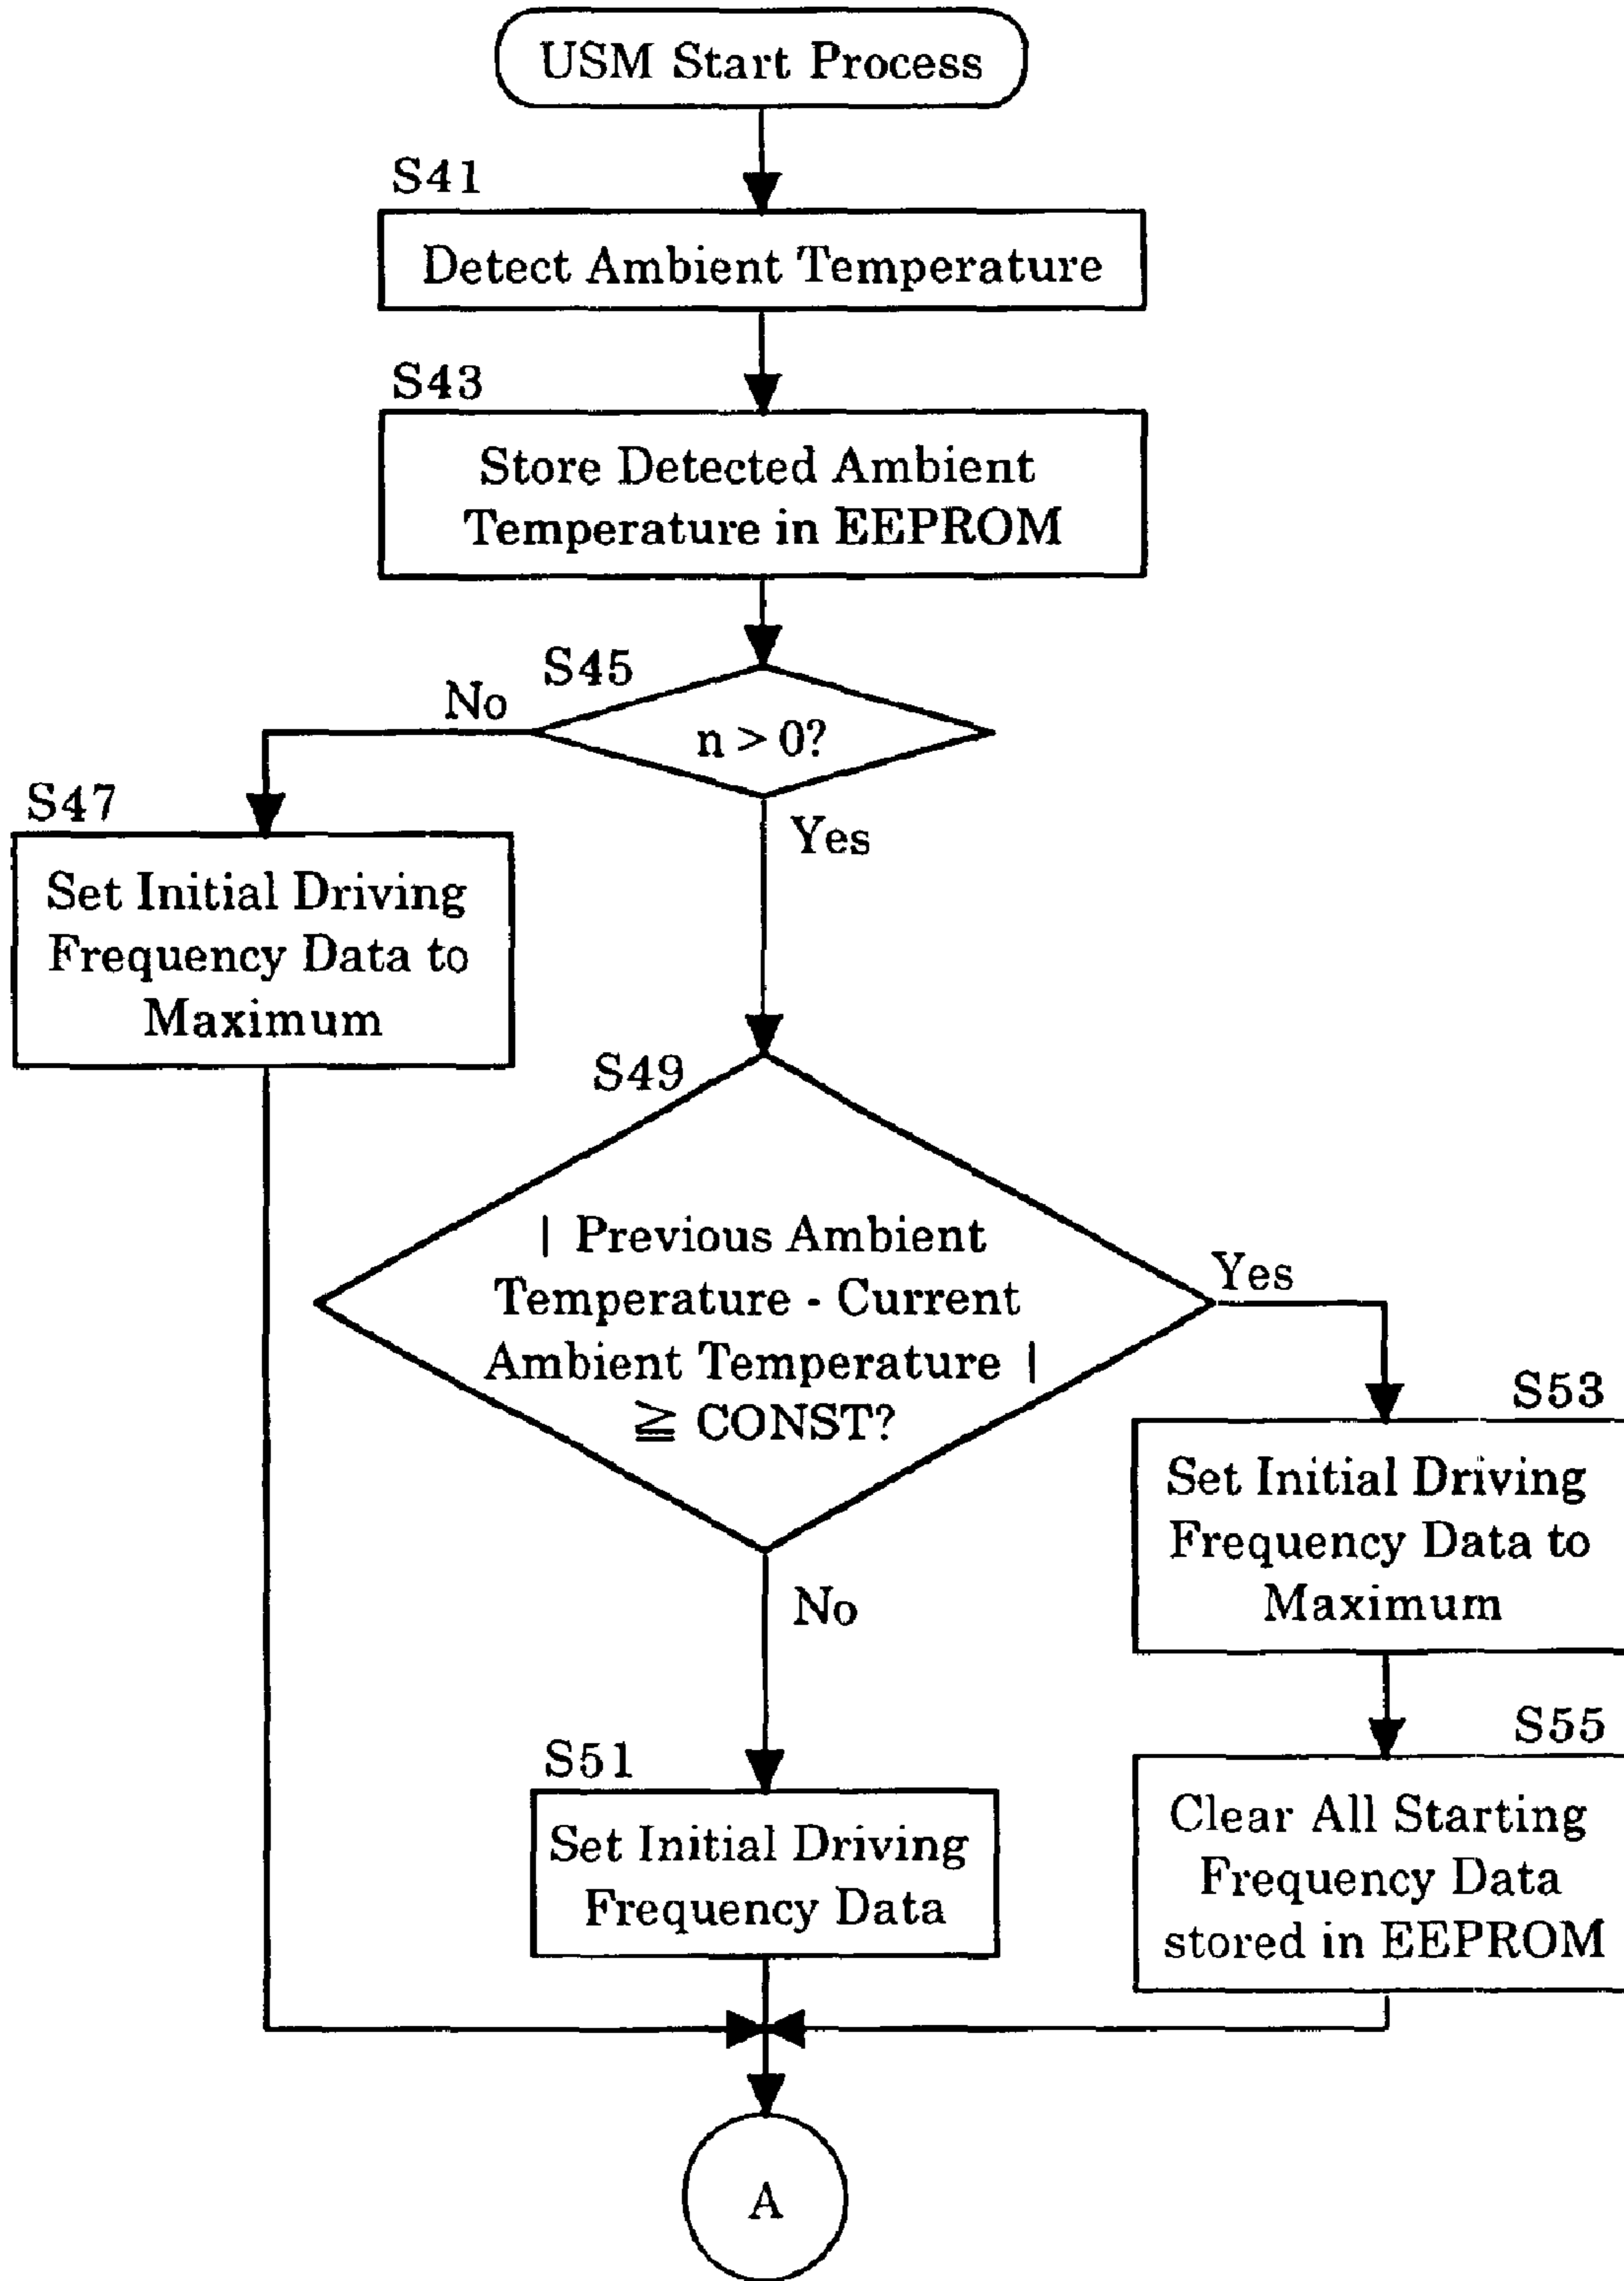 USM Start Process
S41
Detect Ambient Temperature
S43
Store Detected Ambient
Temperature in EEPROM
S45
No
n > 0?
Yes
S47
Set Initial Driving
Frequency Data to
Maximum
S49
| Previous Ambient
Temperature - Current
Ambient Temperature |
≧ CONST?
Yes
No
S53
Set Initial Driving
Frequency Data to
Maximum
S51
Set Initial Driving
Frequency Data
S55
Clear All Starting
Frequency Data
stored in EEPROM
A